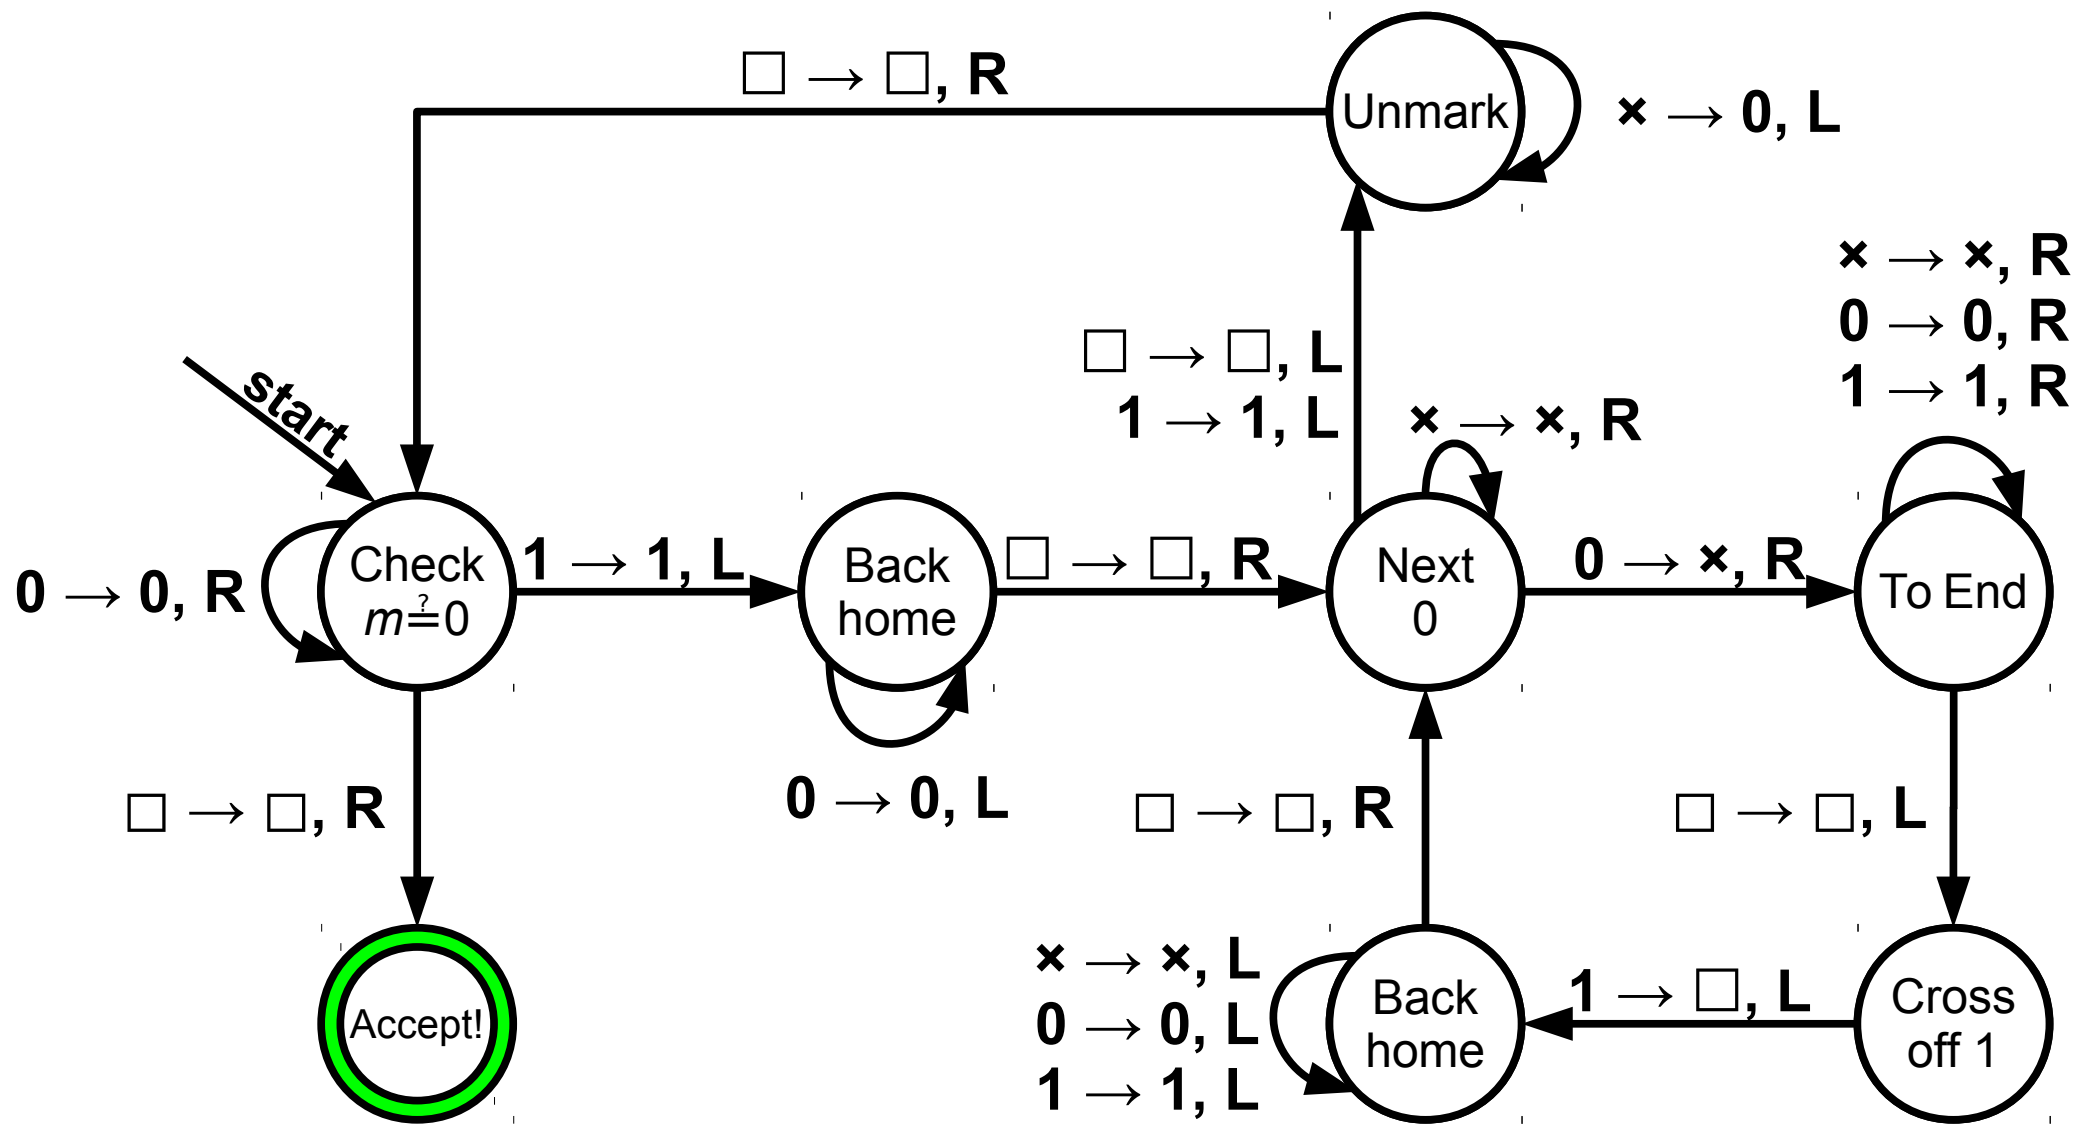 □ → □, R
Unmark
× → 0, L
× → ×, R
0 → 0, R
1 → 1, R
□ → □, L
1 → 1, L
× → ×, R
start
0 → 0, R
Check
m≟0
1 → 1, L
Back
home
□ → □, R
Next
0
0 → ×, R
To End
0 → 0, L
□ → □, R
□ → □, R
□ → □, L
Accept!
× → ×, L
0 → 0, L
1 → 1, L
Back
home
1 → □, L
Cross
off 1